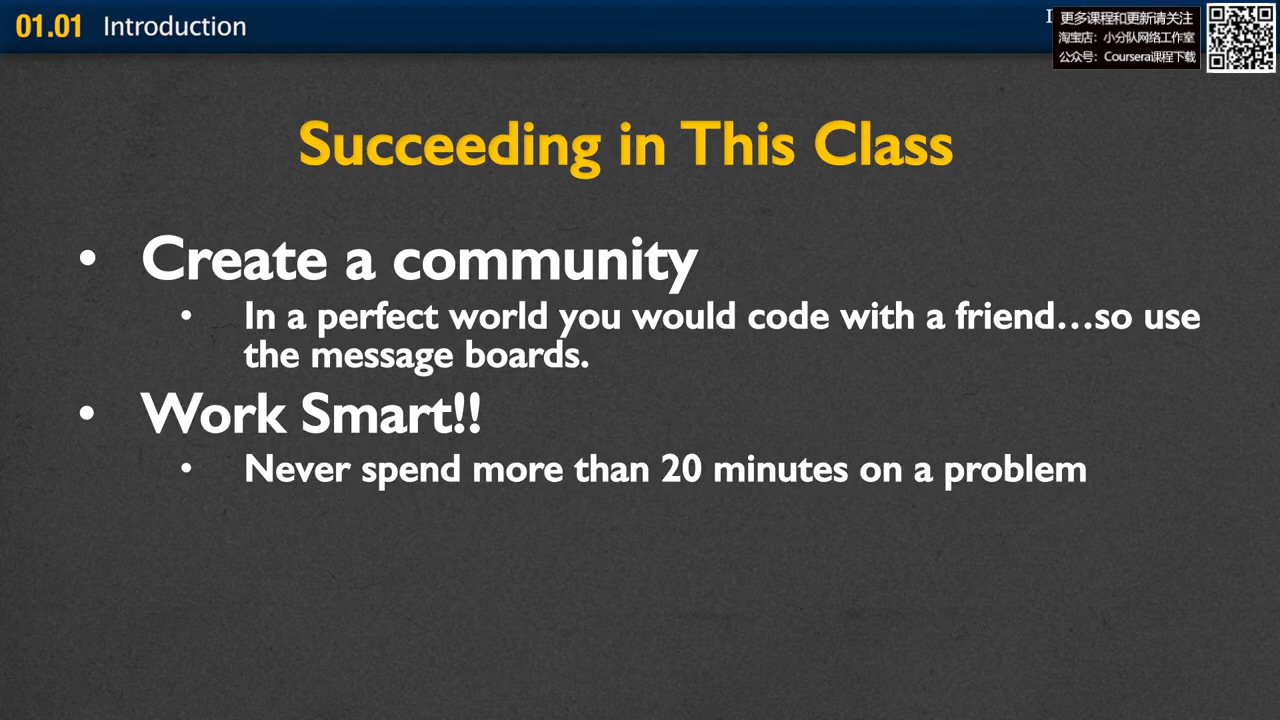 01.01 Introduction
更多课程和更新请关注
淘宝店：小分队网络工作室
公众号：Coursera课程下载
Succeeding in This Class
• Create a community
• In a perfect world you would code with a friend…so use
the message boards.
• Work Smart!!
• Never spend more than 20 minutes on a problem